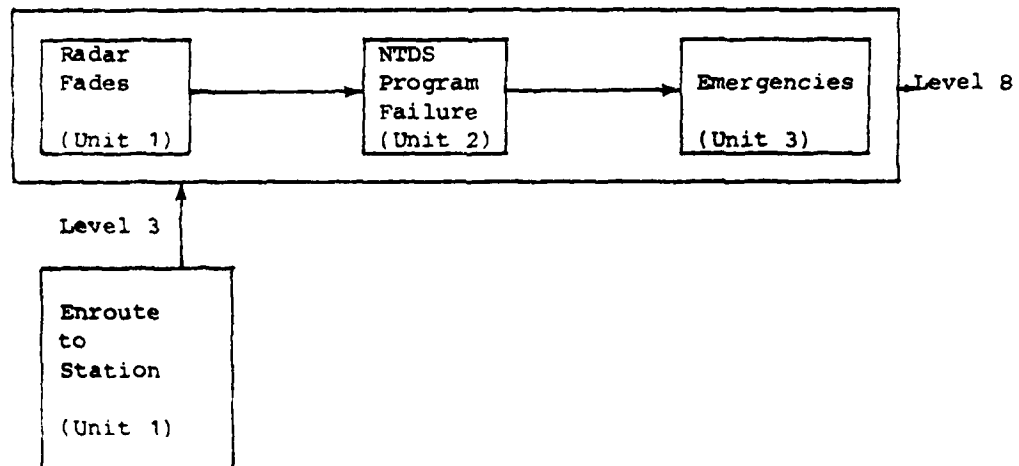 Radar
Fades
(Unit 1)
NTDS
Program
Failure
(Unit 2)
Emergencies
(Unit 3)
Level 8
Level 3
Enroute
to
Station
(Unit 1)